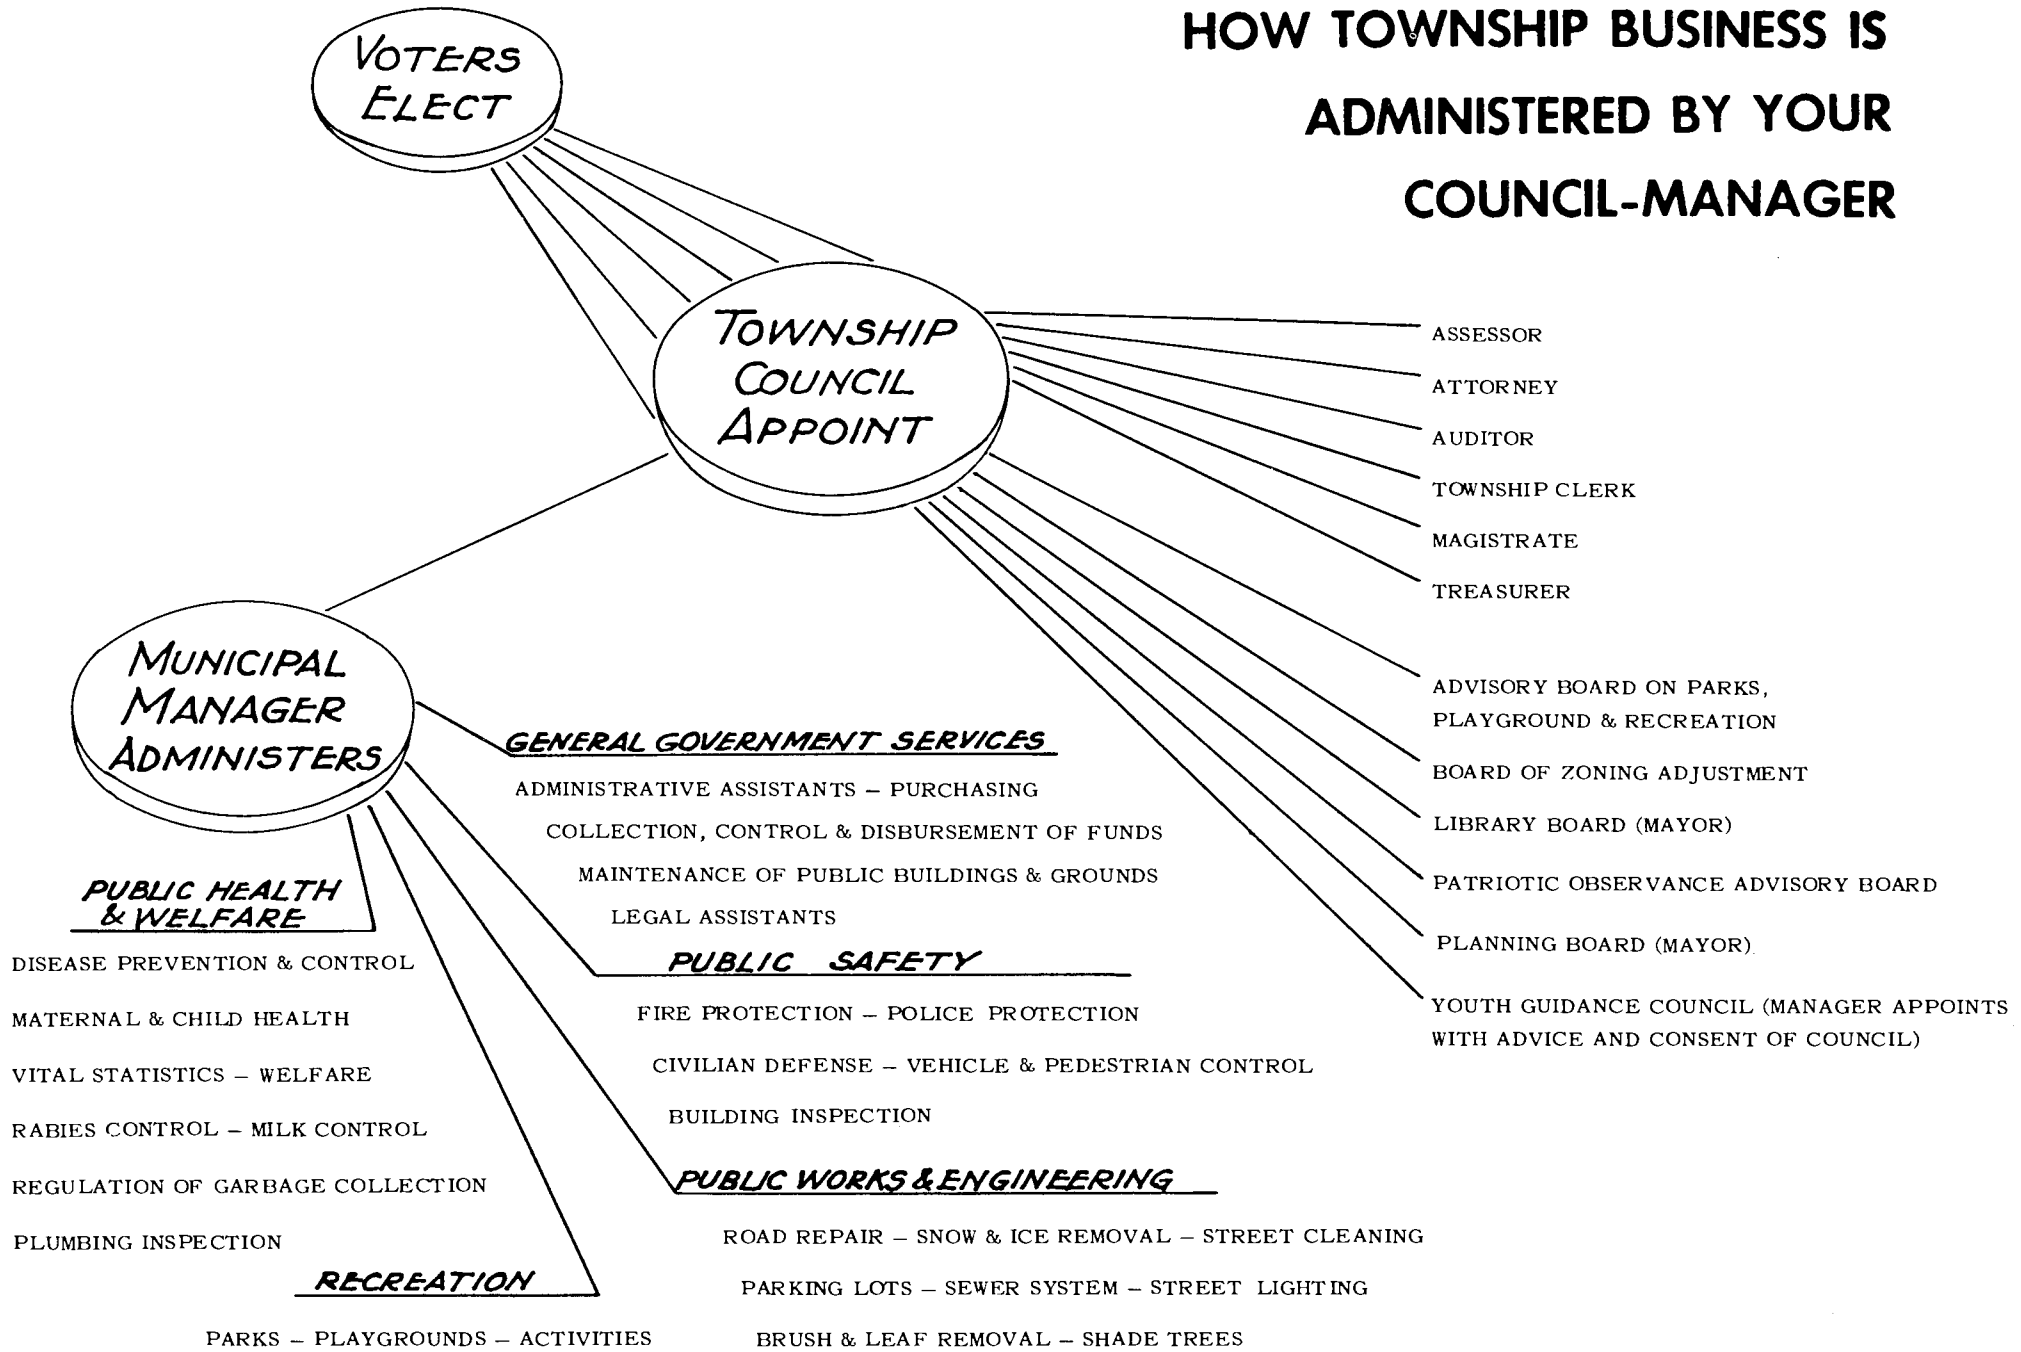 HOW TOWNSHIP BUSINESS IS
ADMINISTERED BY YOUR
COUNCIL-MANAGER
VOTERS
ELECT
TOWNSHIP
COUNCIL
APPOINT
ASSESSOR
ATTORNEY
AUDITOR
TOWNSHIP CLERK
MAGISTRATE
TREASURER
ADVISORY BOARD ON PARKS,
PLAYGROUND & RECREATION
BOARD OF ZONING ADJUSTMENT
LIBRARY BOARD (MAYOR)
PATRIOTIC OBSERVANCE ADVISORY BOARD
PLANNING BOARD (MAYOR)
YOUTH GUIDANCE COUNCIL (MANAGER APPOINTS
WITH ADVICE AND CONSENT OF COUNCIL)
MUNICIPAL
MANAGER
ADMINISTERS
GENERAL GOVERNMENT SERVICES
ADMINISTRATIVE ASSISTANTS – PURCHASING
COLLECTION, CONTROL & DISBURSEMENT OF FUNDS
MAINTENANCE OF PUBLIC BUILDINGS & GROUNDS
LEGAL ASSISTANTS
PUBLIC SAFETY
FIRE PROTECTION – POLICE PROTECTION
CIVILIAN DEFENSE – VEHICLE & PEDESTRIAN CONTROL
BUILDING INSPECTION
PUBLIC WORKS & ENGINEERING
ROAD REPAIR – SNOW & ICE REMOVAL – STREET CLEANING
PARKING LOTS – SEWER SYSTEM – STREET LIGHTING
BRUSH & LEAF REMOVAL – SHADE TREES
PUBLIC HEALTH
& WELFARE
DISEASE PREVENTION & CONTROL
MATERNAL & CHILD HEALTH
VITAL STATISTICS – WELFARE
RABIES CONTROL – MILK CONTROL
REGULATION OF GARBAGE COLLECTION
PLUMBING INSPECTION
RECREATION
PARKS – PLAYGROUNDS – ACTIVITIES